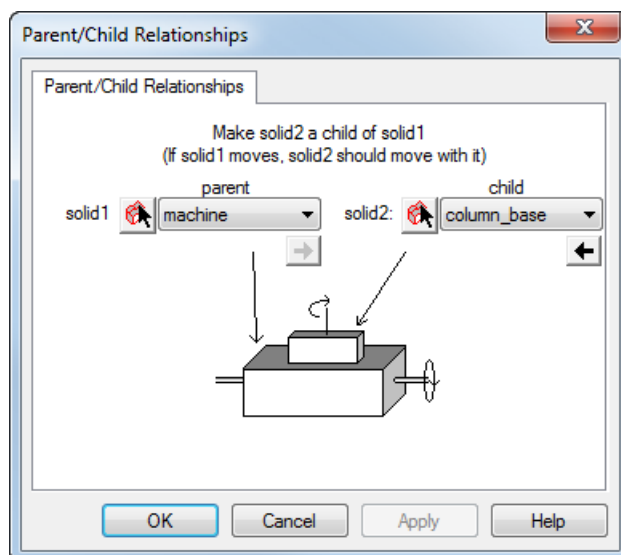 Parent/Child Relationships
Parent/Child Relationships
Make solid2 a child of solid1
(If solid1 moves, solid2 should move with it)
parent child
solid1 machine solid2: column_base
OK Cancel Apply Help